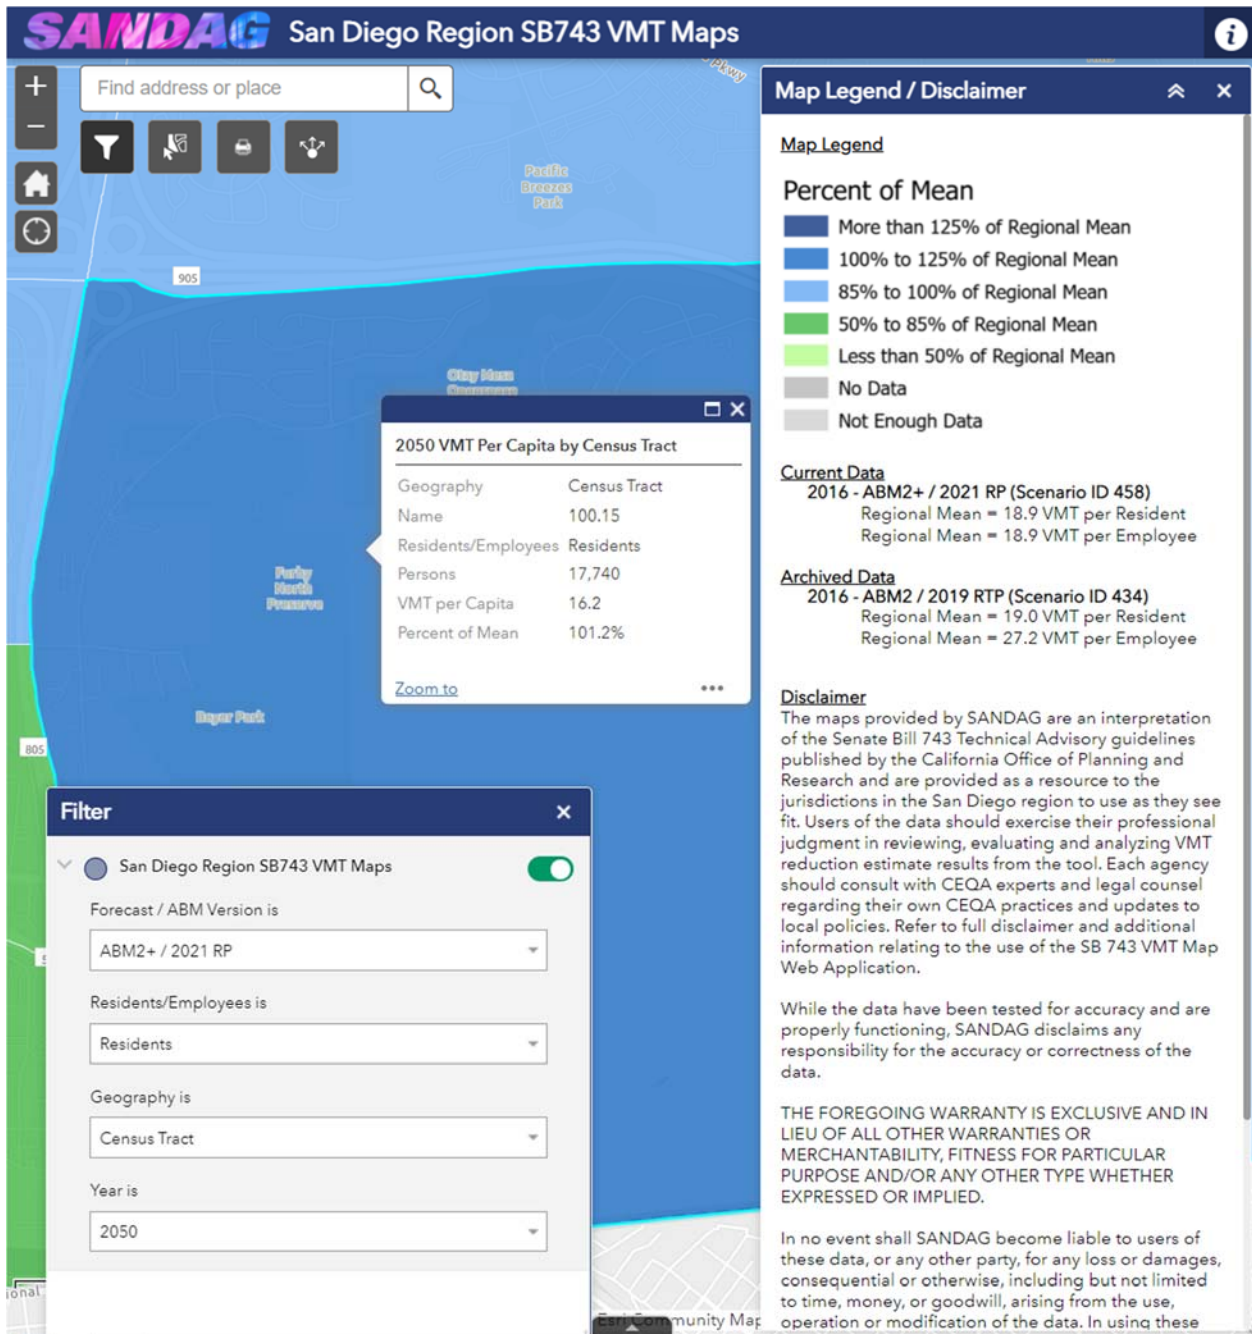 SANDAG San Diego Region SB743 VMT Maps
Find address or place
Pkwy
Pacific
Breezes
Park
905
Otay Mesa
Openspace
2050 VMT Per Capita by Census Tract
Geography Census Tract
Name 100.15
Residents/Employees Residents
Persons 17,740
VMT per Capita 16.2
Percent of Mean 101.2%
Zoom to
Furby
North
Preserve
Beyer Park
805
Filter
San Diego Region SB743 VMT Maps
Forecast / ABM Version is
ABM2+ / 2021 RP
Residents/Employees is
Residents
Geography is
Census Tract
Year is
2050
Esri Community Map
Map Legend / Disclaimer
Map Legend
Percent of Mean
More than 125% of Regional Mean
100% to 125% of Regional Mean
85% to 100% of Regional Mean
50% to 85% of Regional Mean
Less than 50% of Regional Mean
No Data
Not Enough Data
Current Data
2016 - ABM2+ / 2021 RP (Scenario ID 458)
Regional Mean = 18.9 VMT per Resident
Regional Mean = 18.9 VMT per Employee
Archived Data
2016 - ABM2 / 2019 RTP (Scenario ID 434)
Regional Mean = 19.0 VMT per Resident
Regional Mean = 27.2 VMT per Employee
Disclaimer
The maps provided by SANDAG are an interpretation
of the Senate Bill 743 Technical Advisory guidelines
published by the California Office of Planning and
Research and are provided as a resource to the
jurisdictions in the San Diego region to use as they see
fit. Users of the data should exercise their professional
judgment in reviewing, evaluating and analyzing VMT
reduction estimate results from the tool. Each agency
should consult with CEQA experts and legal counsel
regarding their own CEQA practices and updates to
local policies. Refer to full disclaimer and additional
information relating to the use of the SB 743 VMT Map
Web Application.
While the data have been tested for accuracy and are
properly functioning, SANDAG disclaims any
responsibility for the accuracy or correctness of the
data.
THE FOREGOING WARRANTY IS EXCLUSIVE AND IN
LIEU OF ALL OTHER WARRANTIES OR
MERCHANTABILITY, FITNESS FOR PARTICULAR
PURPOSE AND/OR ANY OTHER TYPE WHETHER
EXPRESSED OR IMPLIED.
In no event shall SANDAG become liable to users of
these data, or any other party, for any loss or damages,
consequential or otherwise, including but not limited
to time, money, or goodwill, arising from the use,
operation or modification of the data. In using these